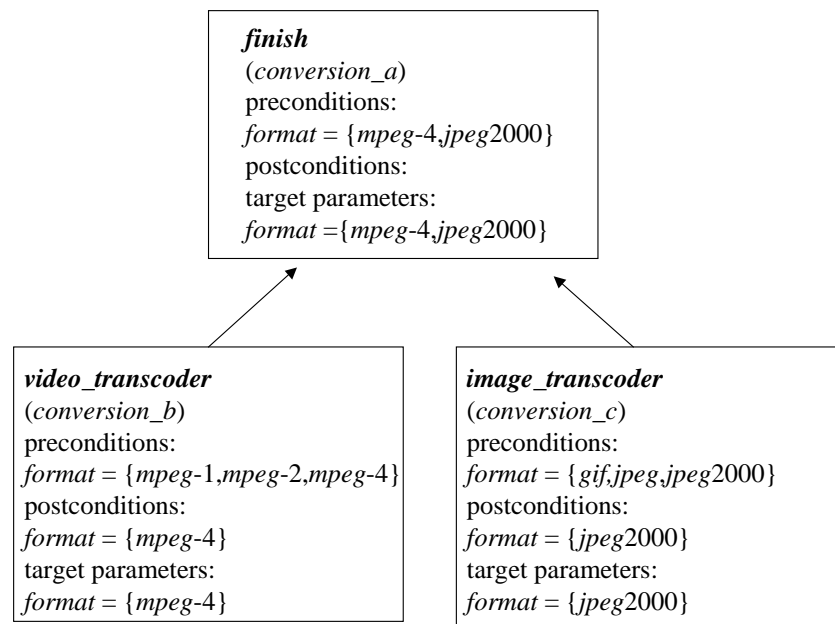 finish
(conversion_a)
preconditions:
format = {mpeg-4,jpeg2000}
postconditions:
target parameters:
format ={mpeg-4,jpeg2000}
video_transcoder
(conversion_b)
preconditions:
format = {mpeg-1,mpeg-2,mpeg-4}
postconditions:
format = {mpeg-4}
target parameters:
format = {mpeg-4}
image_transcoder
(conversion_c)
preconditions:
format = {gif,jpeg,jpeg2000}
postconditions:
format = {jpeg2000}
target parameters:
format = {jpeg2000}